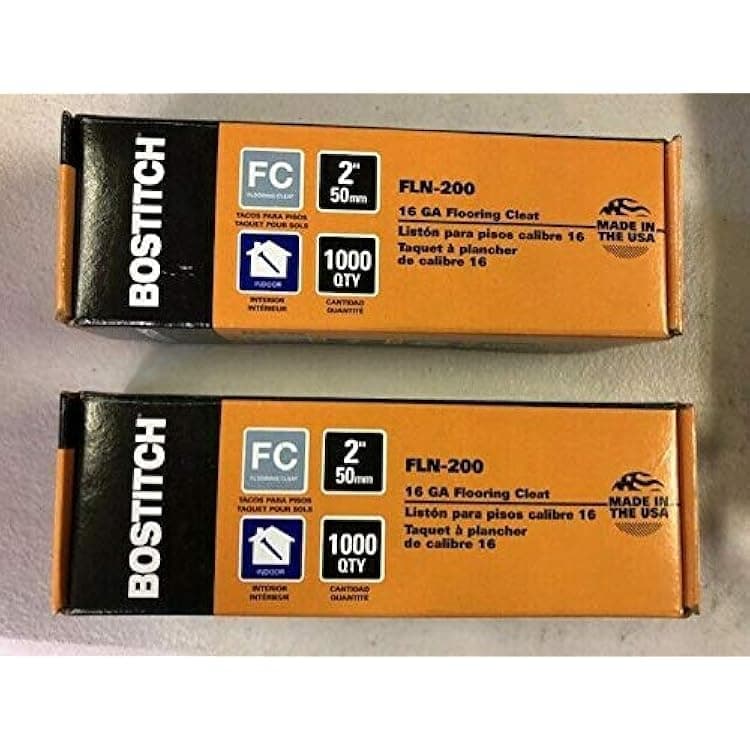 BOSTITCH
FC
FLOORING CLEAT
TACOS PARA PISOS
TAQUET POUR SOLS
2"
50mm
INDOOR
INTERIOR
INTÉRIEUR
1000
QTY
CANTIDAD
QUANTITÉ
FLN-200
16 GA Flooring Cleat
Listón para pisos calibre 16
Taquet à plancher
de calibre 16
MADE IN
THE USA
BOSTITCH
FC
FLOORING CLEAT
TACOS PARA PISOS
TAQUET POUR SOLS
2"
50mm
INDOOR
INTERIOR
INTÉRIEUR
1000
QTY
CANTIDAD
QUANTITÉ
FLN-200
16 GA Flooring Cleat
Listón para pisos calibre 16
Taquet à plancher
de calibre 16
MADE IN
THE USA